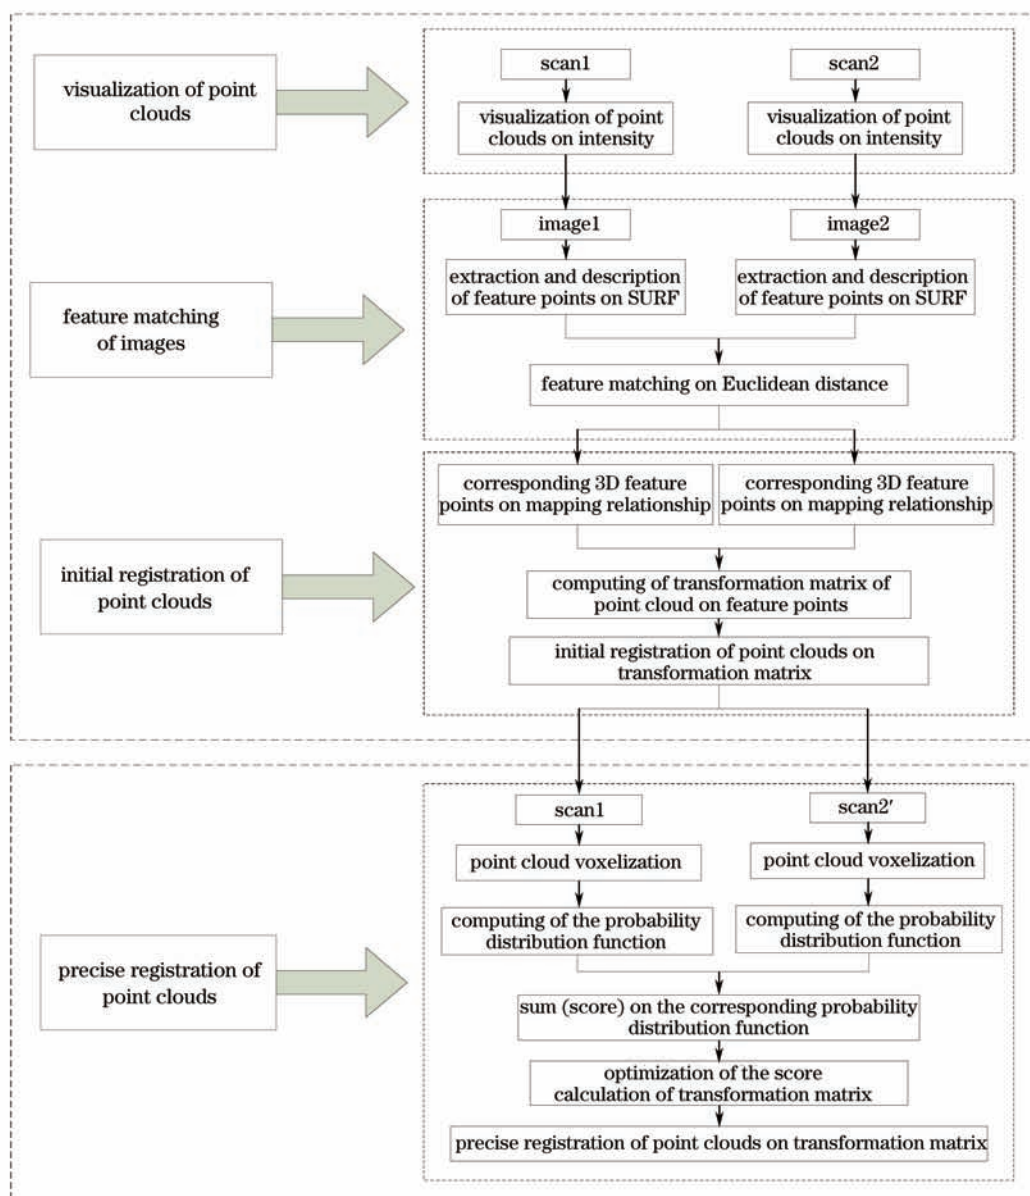 visualization of point
clouds
scan1
scan2
visualization of point
clouds on intensity
visualization of point
clouds on intensity
feature matching
of images
image1
image2
extraction and description
of feature points on SURF
extraction and description
of feature points on SURF
feature matching on Euclidean distance
initial registration of
point clouds
corresponding 3D feature
points on mapping relationship
corresponding 3D feature
points on mapping relationship
computing of transformation matrix of
point cloud on feature points
initial registration of point clouds on
transformation matrix
precise registration of
point clouds
scan1
scan2′
point cloud voxelization
point cloud voxelization
computing of the probability
distribution function
computing of the probability
distribution function
sum (score) on the corresponding probability
distribution function
optimization of the score
calculation of transformation matrix
precise registration of point clouds on transformation matrix